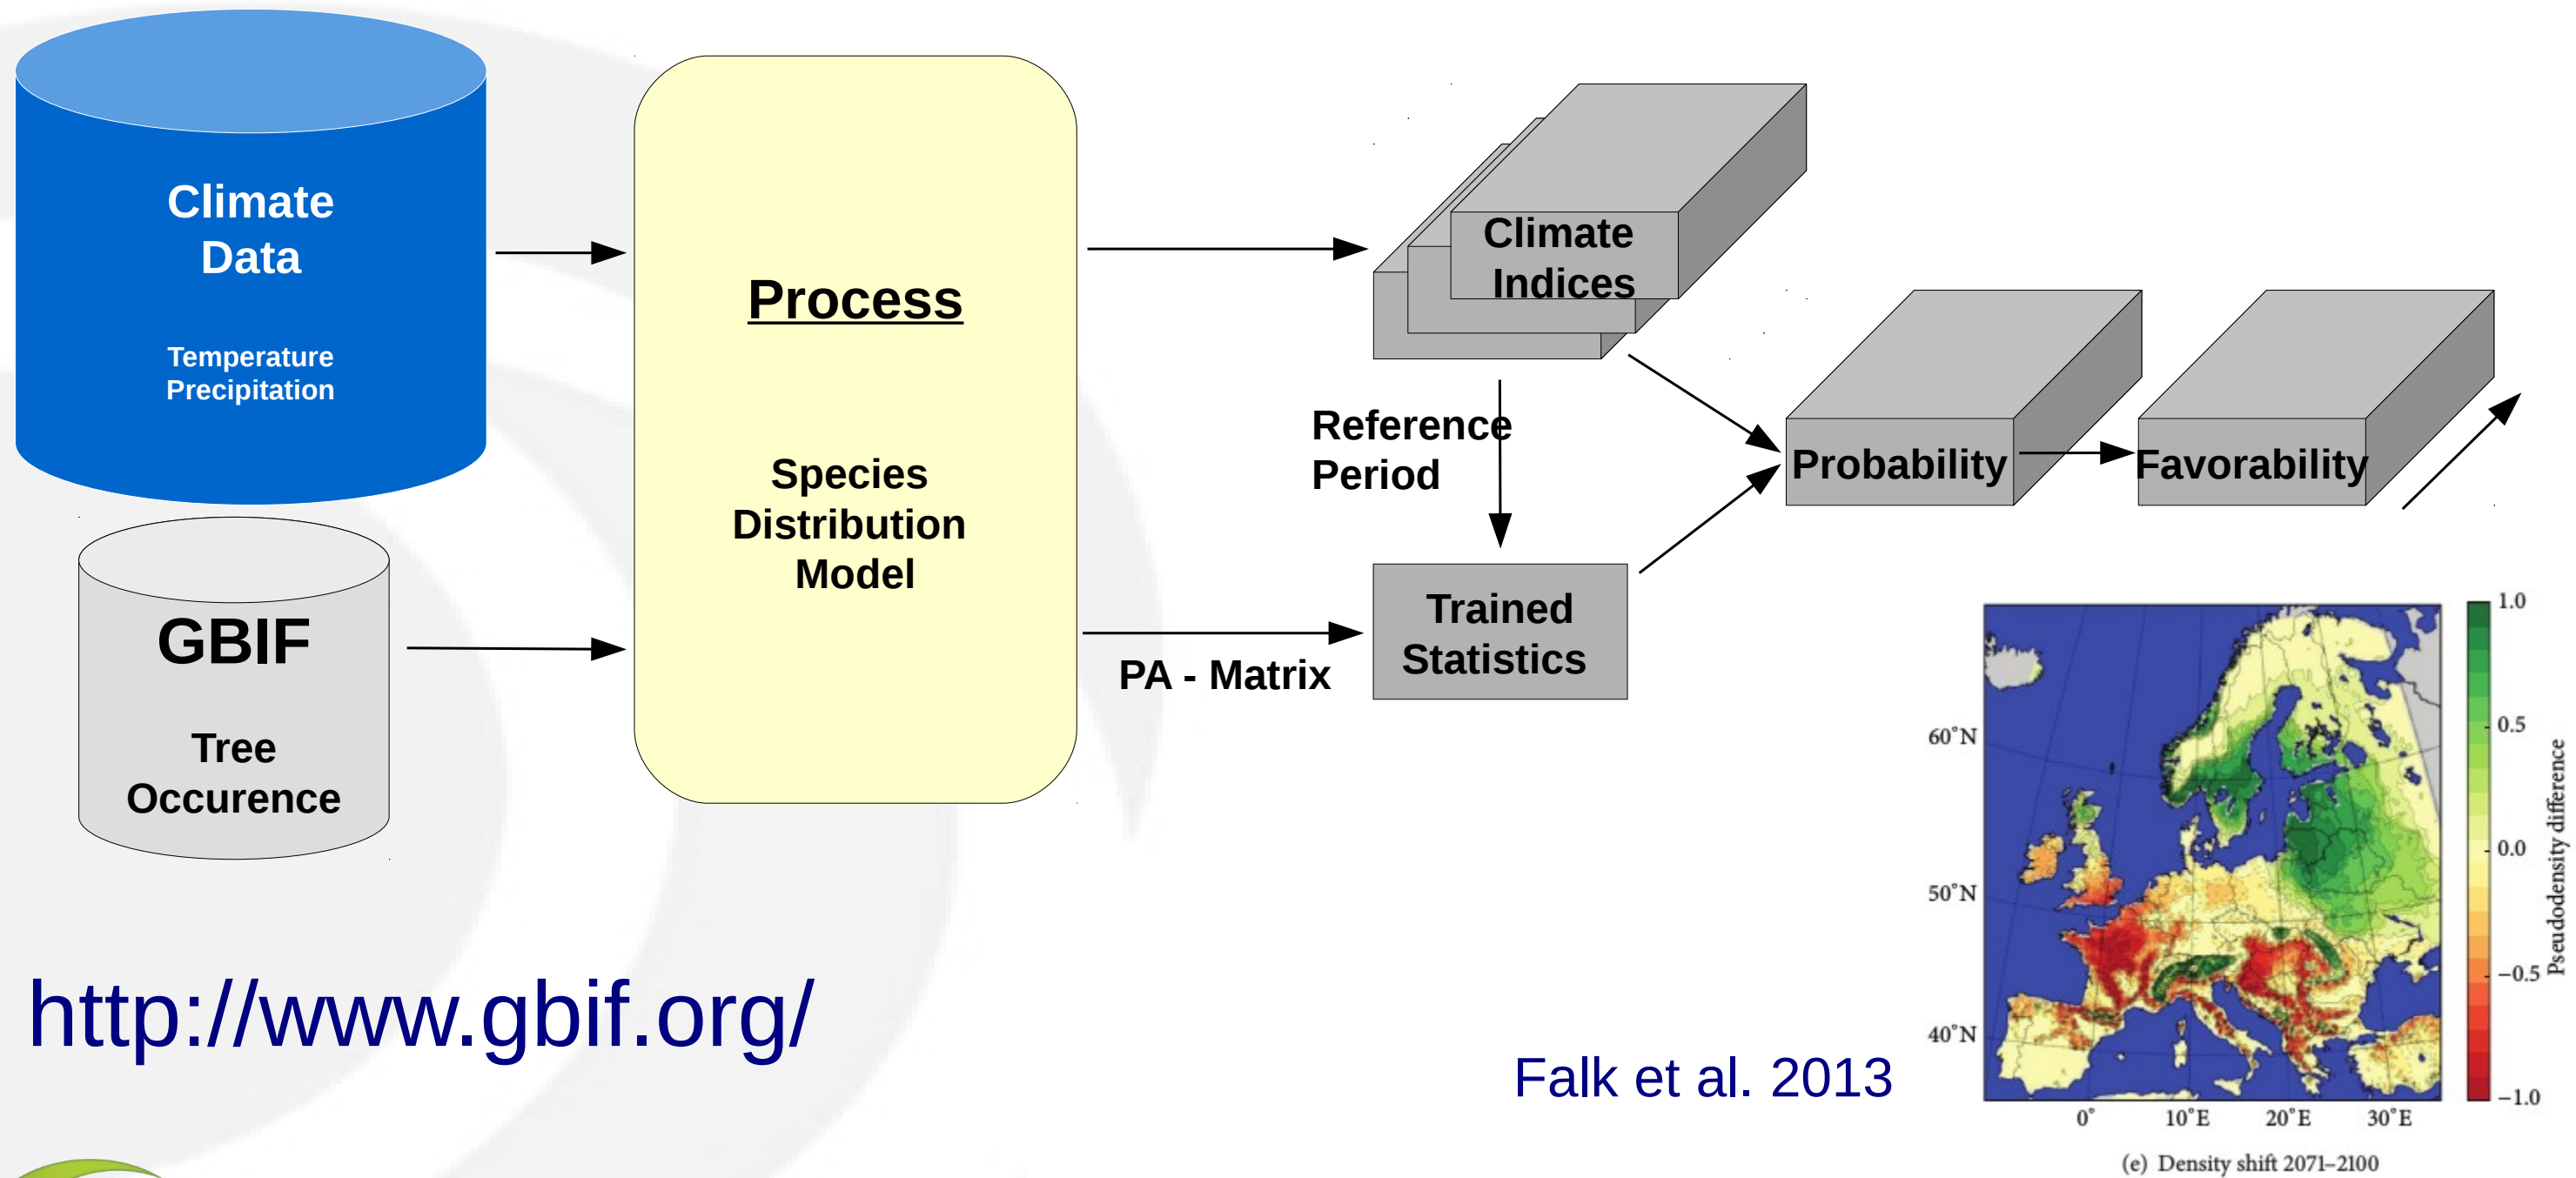 Climate
Data
Temperature
Precipitation
GBIF
Tree
Occurence
Process
Species
Distribution
Model
Climate
Indices
Reference
Period
PA - Matrix
Trained
Statistics
Probability
Favorability
http://www.gbif.org/
Falk et al. 2013
60°N
50°N
40°N
0°
10°E
20°E
30°E
1.0
0.5
0.0
−0.5
−1.0
Pseudodensity difference
(e) Density shift 2071–2100